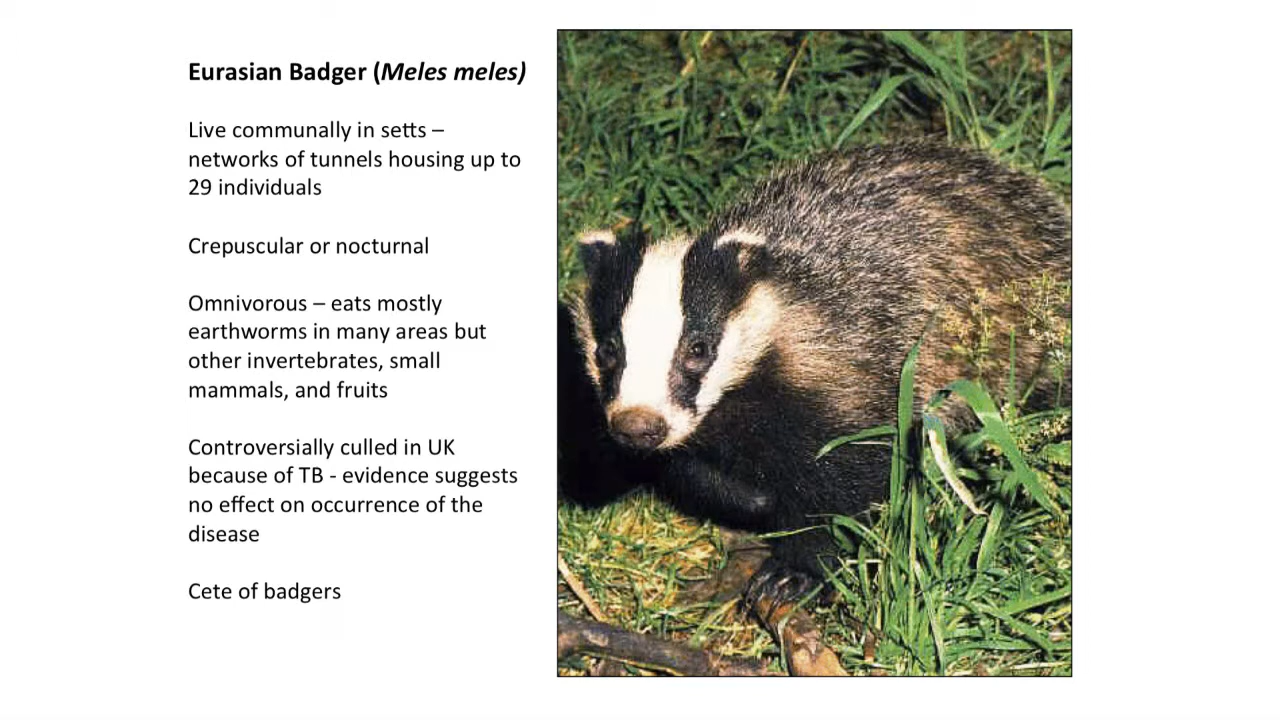 Eurasian Badger (Meles meles)
Live communally in setts –
networks of tunnels housing up to
29 individuals
Crepuscular or nocturnal
Omnivorous – eats mostly
earthworms in many areas but
other invertebrates, small
mammals, and fruits
Controversially culled in UK
because of TB - evidence suggests
no effect on occurrence of the
disease
Cete of badgers